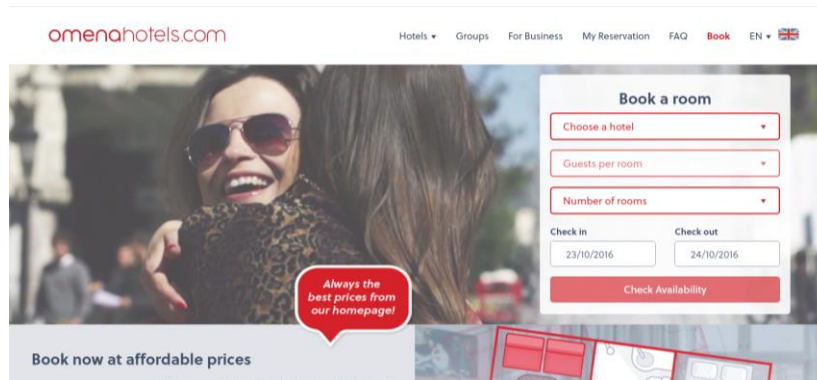 omenahotels.com
Hotels ▾ Groups For Business My Reservation FAQ Book EN ▾
Book a room
Choose a hotel
Guests per room
Number of rooms
Check in Check out
23/10/2016 24/10/2016
Check Availability
Always the
best prices from
our homepage!
Book now at affordable prices